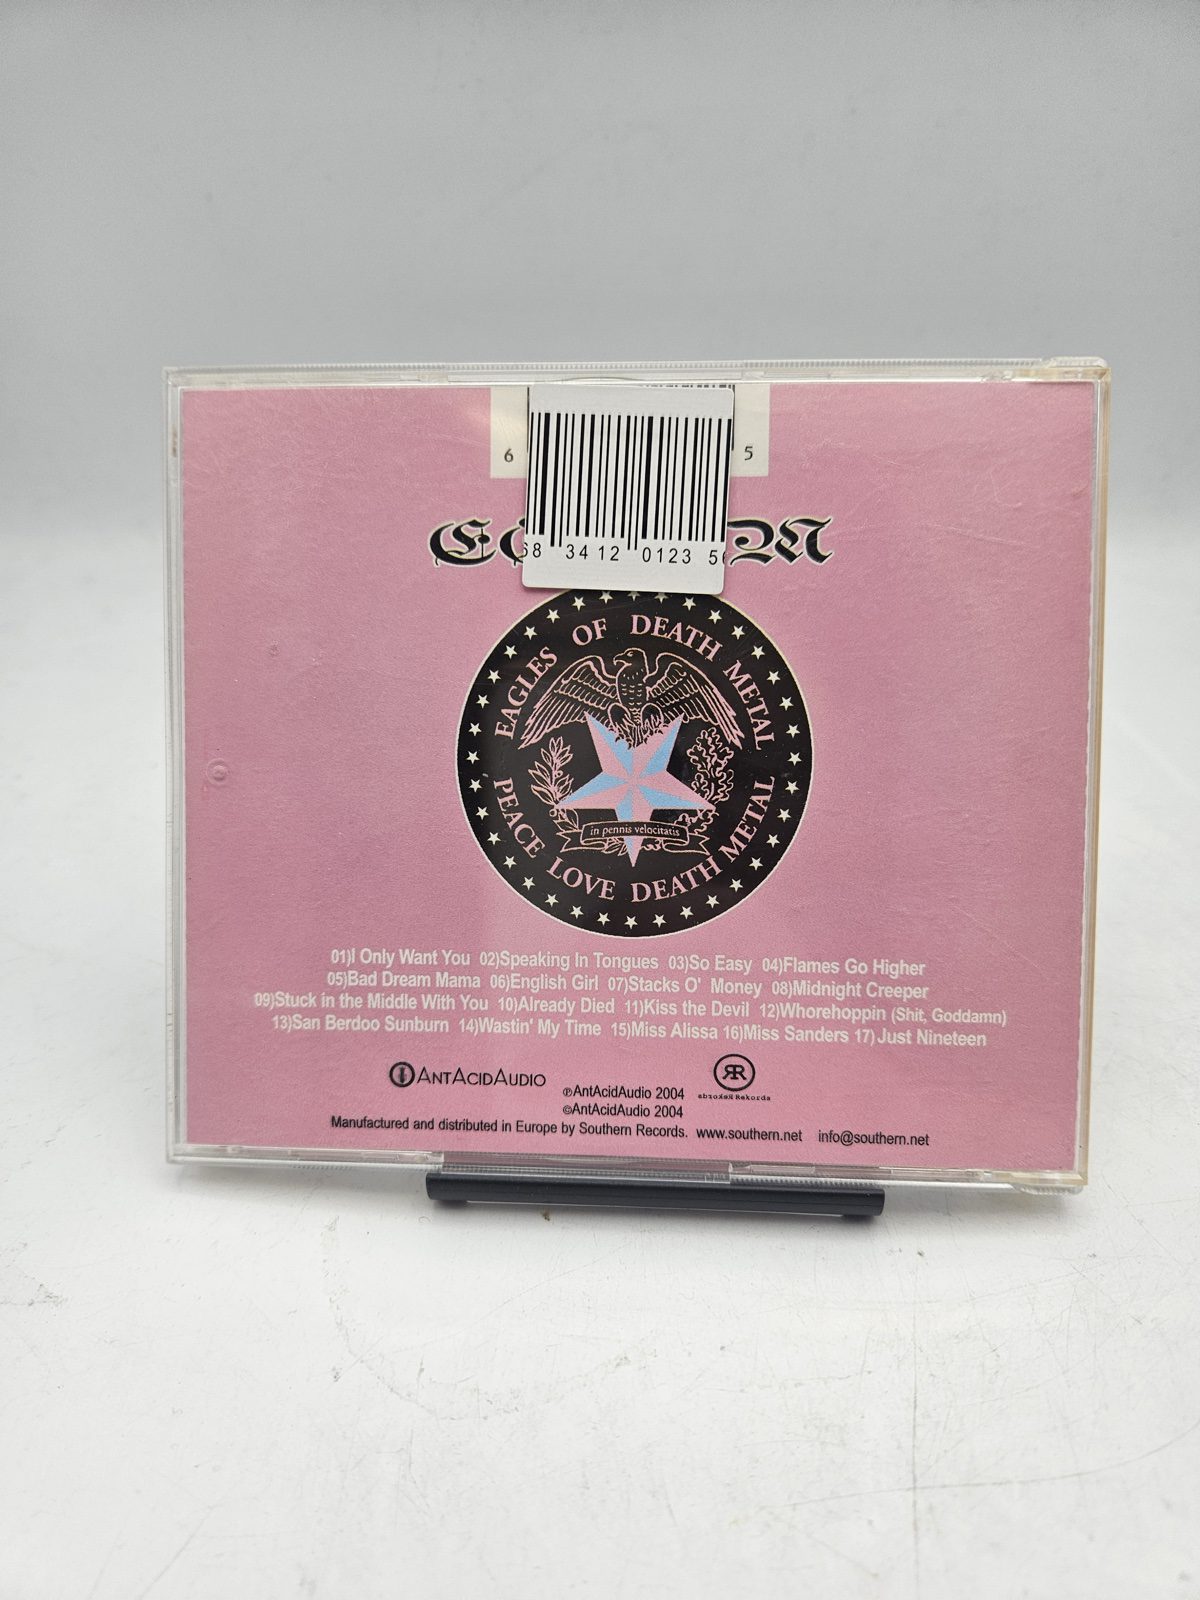 6
5
68 3412 0123 56
EAGLES OF DEATH METAL
in pennis velocitatis
PEACE LOVE DEATH METAL
01)I Only Want You 02)Speaking In Tongues 03)So Easy 04)Flames Go Higher
05)Bad Dream Mama 06)English Girl 07)Stacks O' Money 08)Midnight Creeper
09)Stuck in the Middle With You 10)Already Died 11)Kiss the Devil 12)Whorehoppin (Shit, Goddamn)
13)San Berdoo Sunburn 14)Wastin' My Time 15)Miss Alissa 16)Miss Sanders 17)Just Nineteen
ANTACIDAUDIO
℗AntAcidAudio 2004
©AntAcidAudio 2004
RR
Rekords Rekords
Manufactured and distributed in Europe by Southern Records. www.southern.net info@southern.net